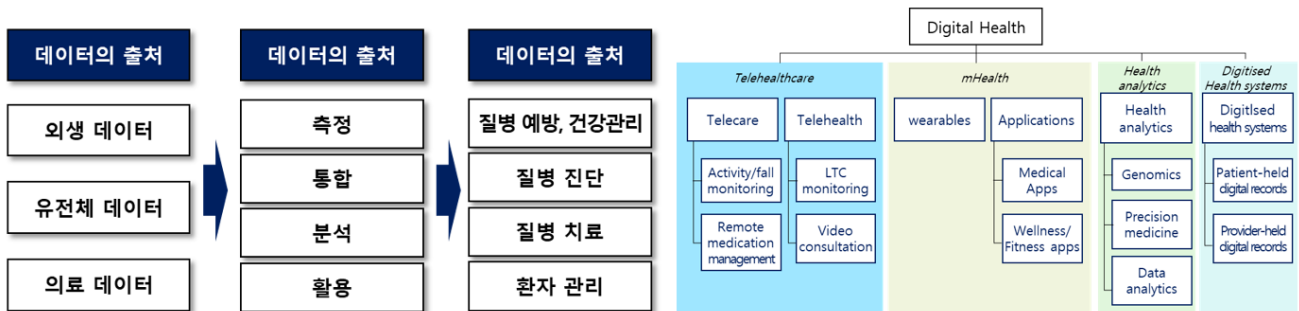 데이터의 출처
외생 데이터
유전체 데이터
의료 데이터
데이터의 출처
측정
통합
분석
활용
데이터의 출처
질병 예방, 건강관리
질병 진단
질병 치료
환자 관리
Digital Health
Telehealthcare
Telecare
Activity/fall
monitoring
Remote
medication
management
Telehealth
LTC
monitoring
Video
consultation
mHealth
wearables
Applications
Medical
Apps
Wellness/
Fitness apps
Health
analytics
Health
analytics
Genomics
Precision
medicine
Data
analytics
Digitised
Health systems
Digitlsed
health systems
Patient-held
digital records
Provider-held
digital records